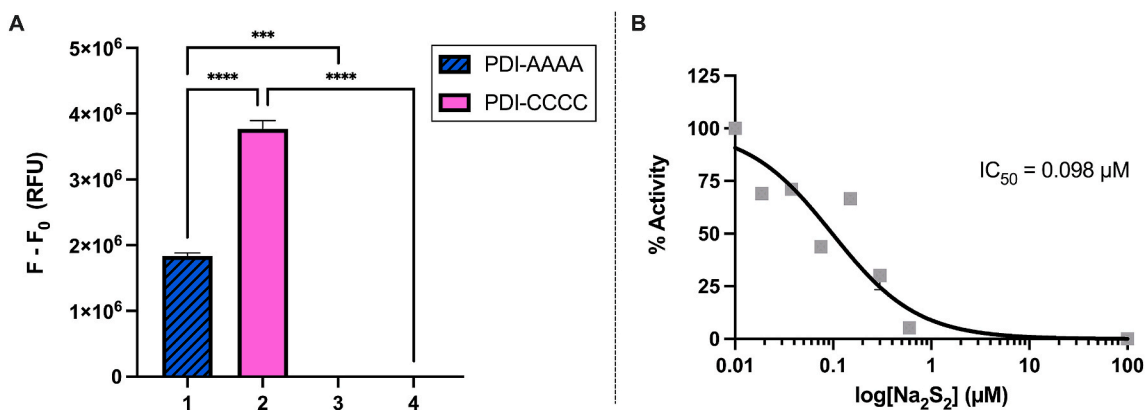 A
5×10⁶
4×10⁶
3×10⁶
2×10⁶
1×10⁶
0
F - F₀ (RFU)
***
****
****
PDI-AAAA
PDI-CCCC
1 2 3 4
B
125
100
75
50
25
0
% Activity
IC₅₀ = 0.098 µM
0.01 0.1 1 10 100
log[Na₂S₂] (µM)